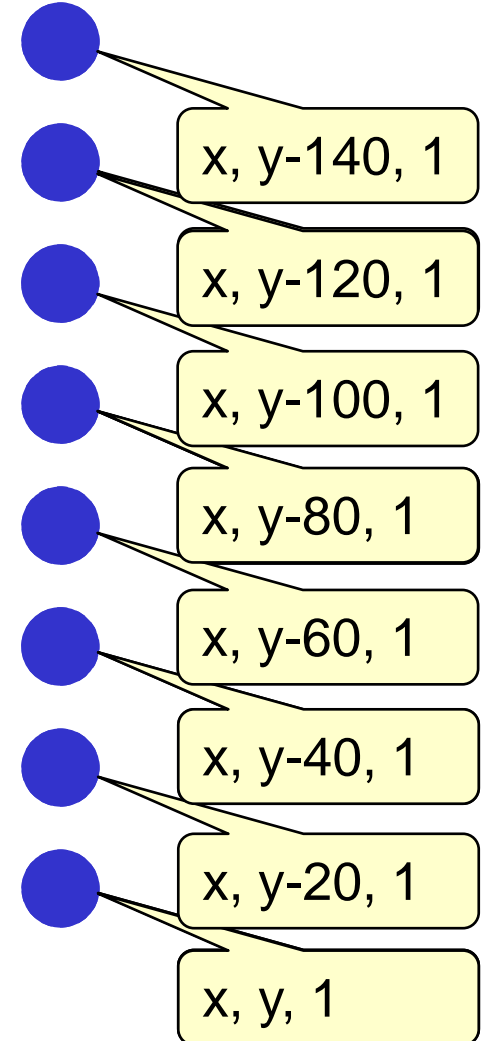 x, y-140, 1
x, y-120, 1
x, y-100, 1
x, y-80, 1
x, y-60, 1
x, y-40, 1
x, y-20, 1
x, y, 1